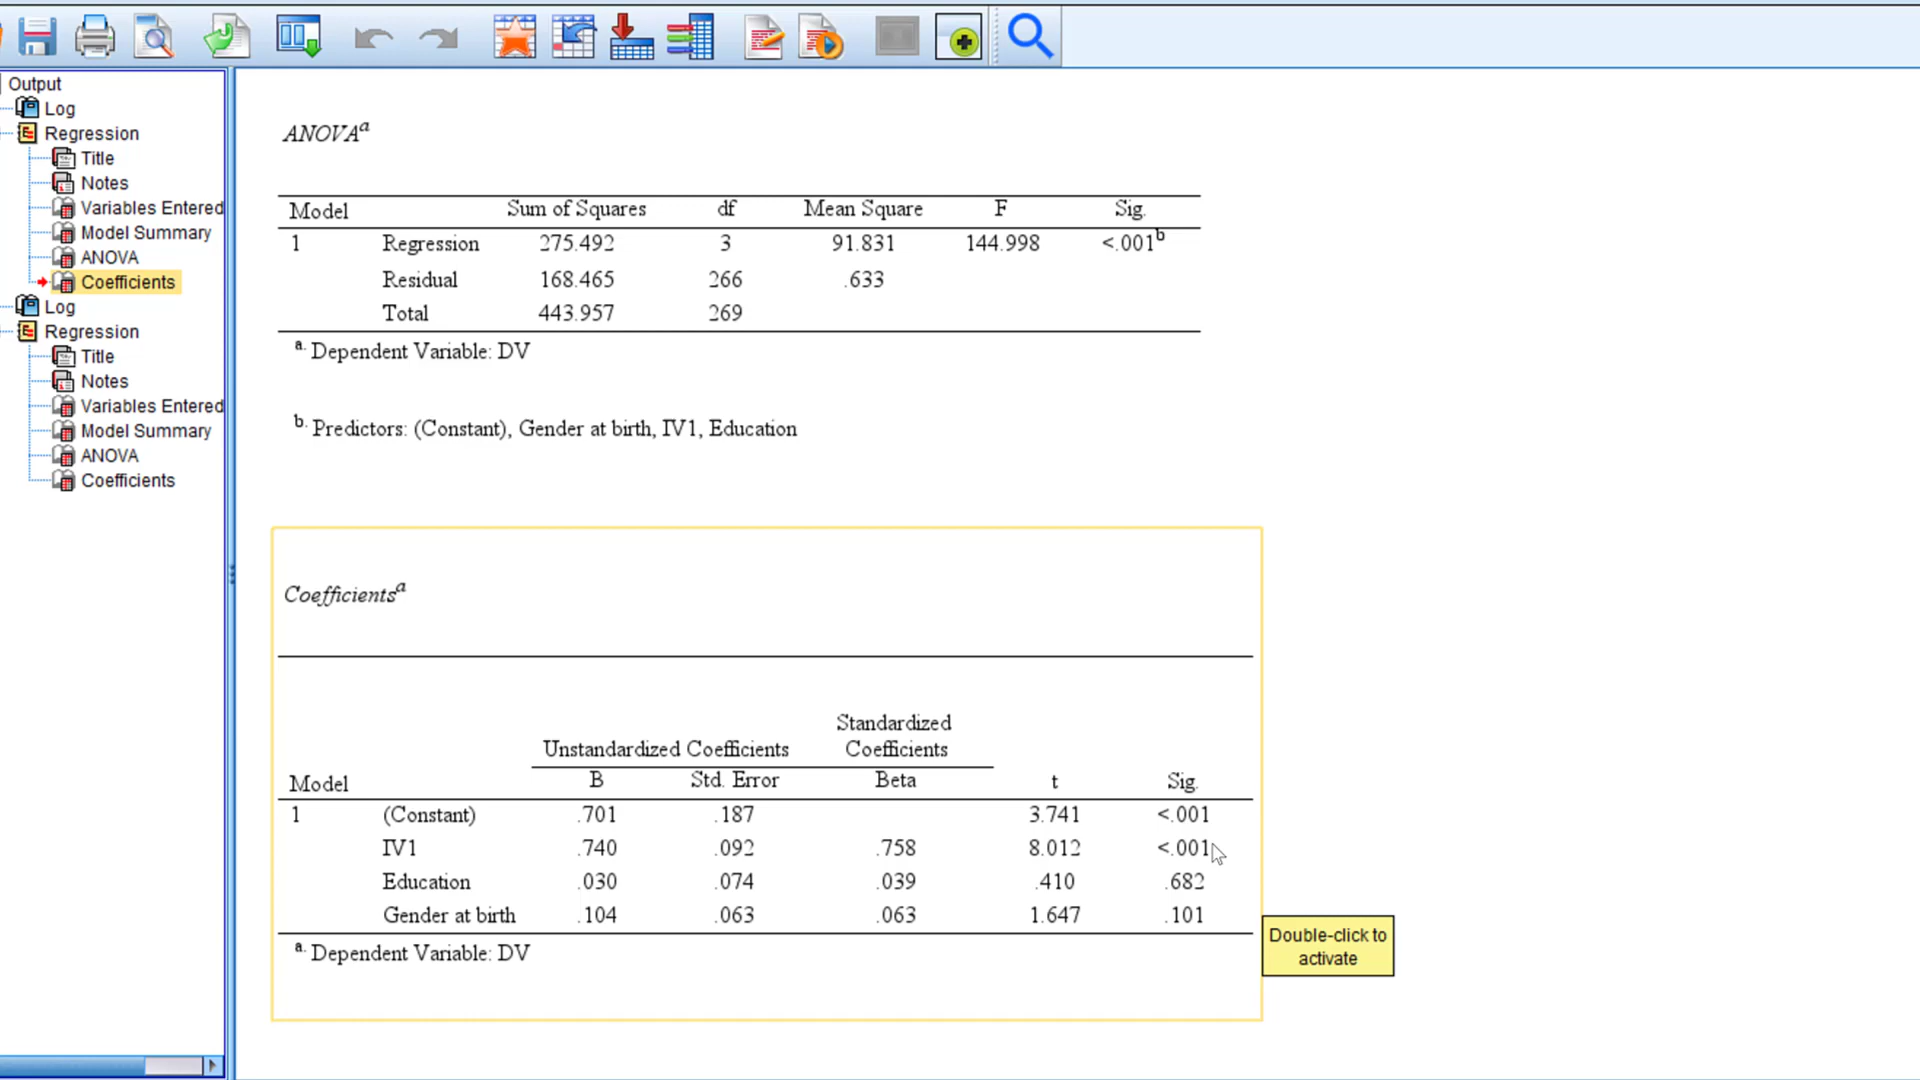 Output
Log
Regression
Title
Notes
Variables Entered
Model Summary
ANOVA
Coefficients
Log
Regression
Title
Notes
Variables Entered
Model Summary
ANOVA
Coefficients
ANOVAa
Model Sum of Squares df Mean Square F Sig.
1 Regression 275.492 3 91.831 144.998 <.001b
Residual 168.465 266 .633
Total 443.957 269
a. Dependent Variable: DV
b. Predictors: (Constant), Gender at birth, IV1, Education
Coefficientsa
Unstandardized Coefficients Standardized Coefficients
Model B Std. Error Beta t Sig.
1 (Constant) .701 .187 3.741 <.001
IV1 .740 .092 .758 8.012 <.001
Education .030 .074 .039 .410 .682
Gender at birth .104 .063 .063 1.647 .101
a. Dependent Variable: DV
Double-click to
activate